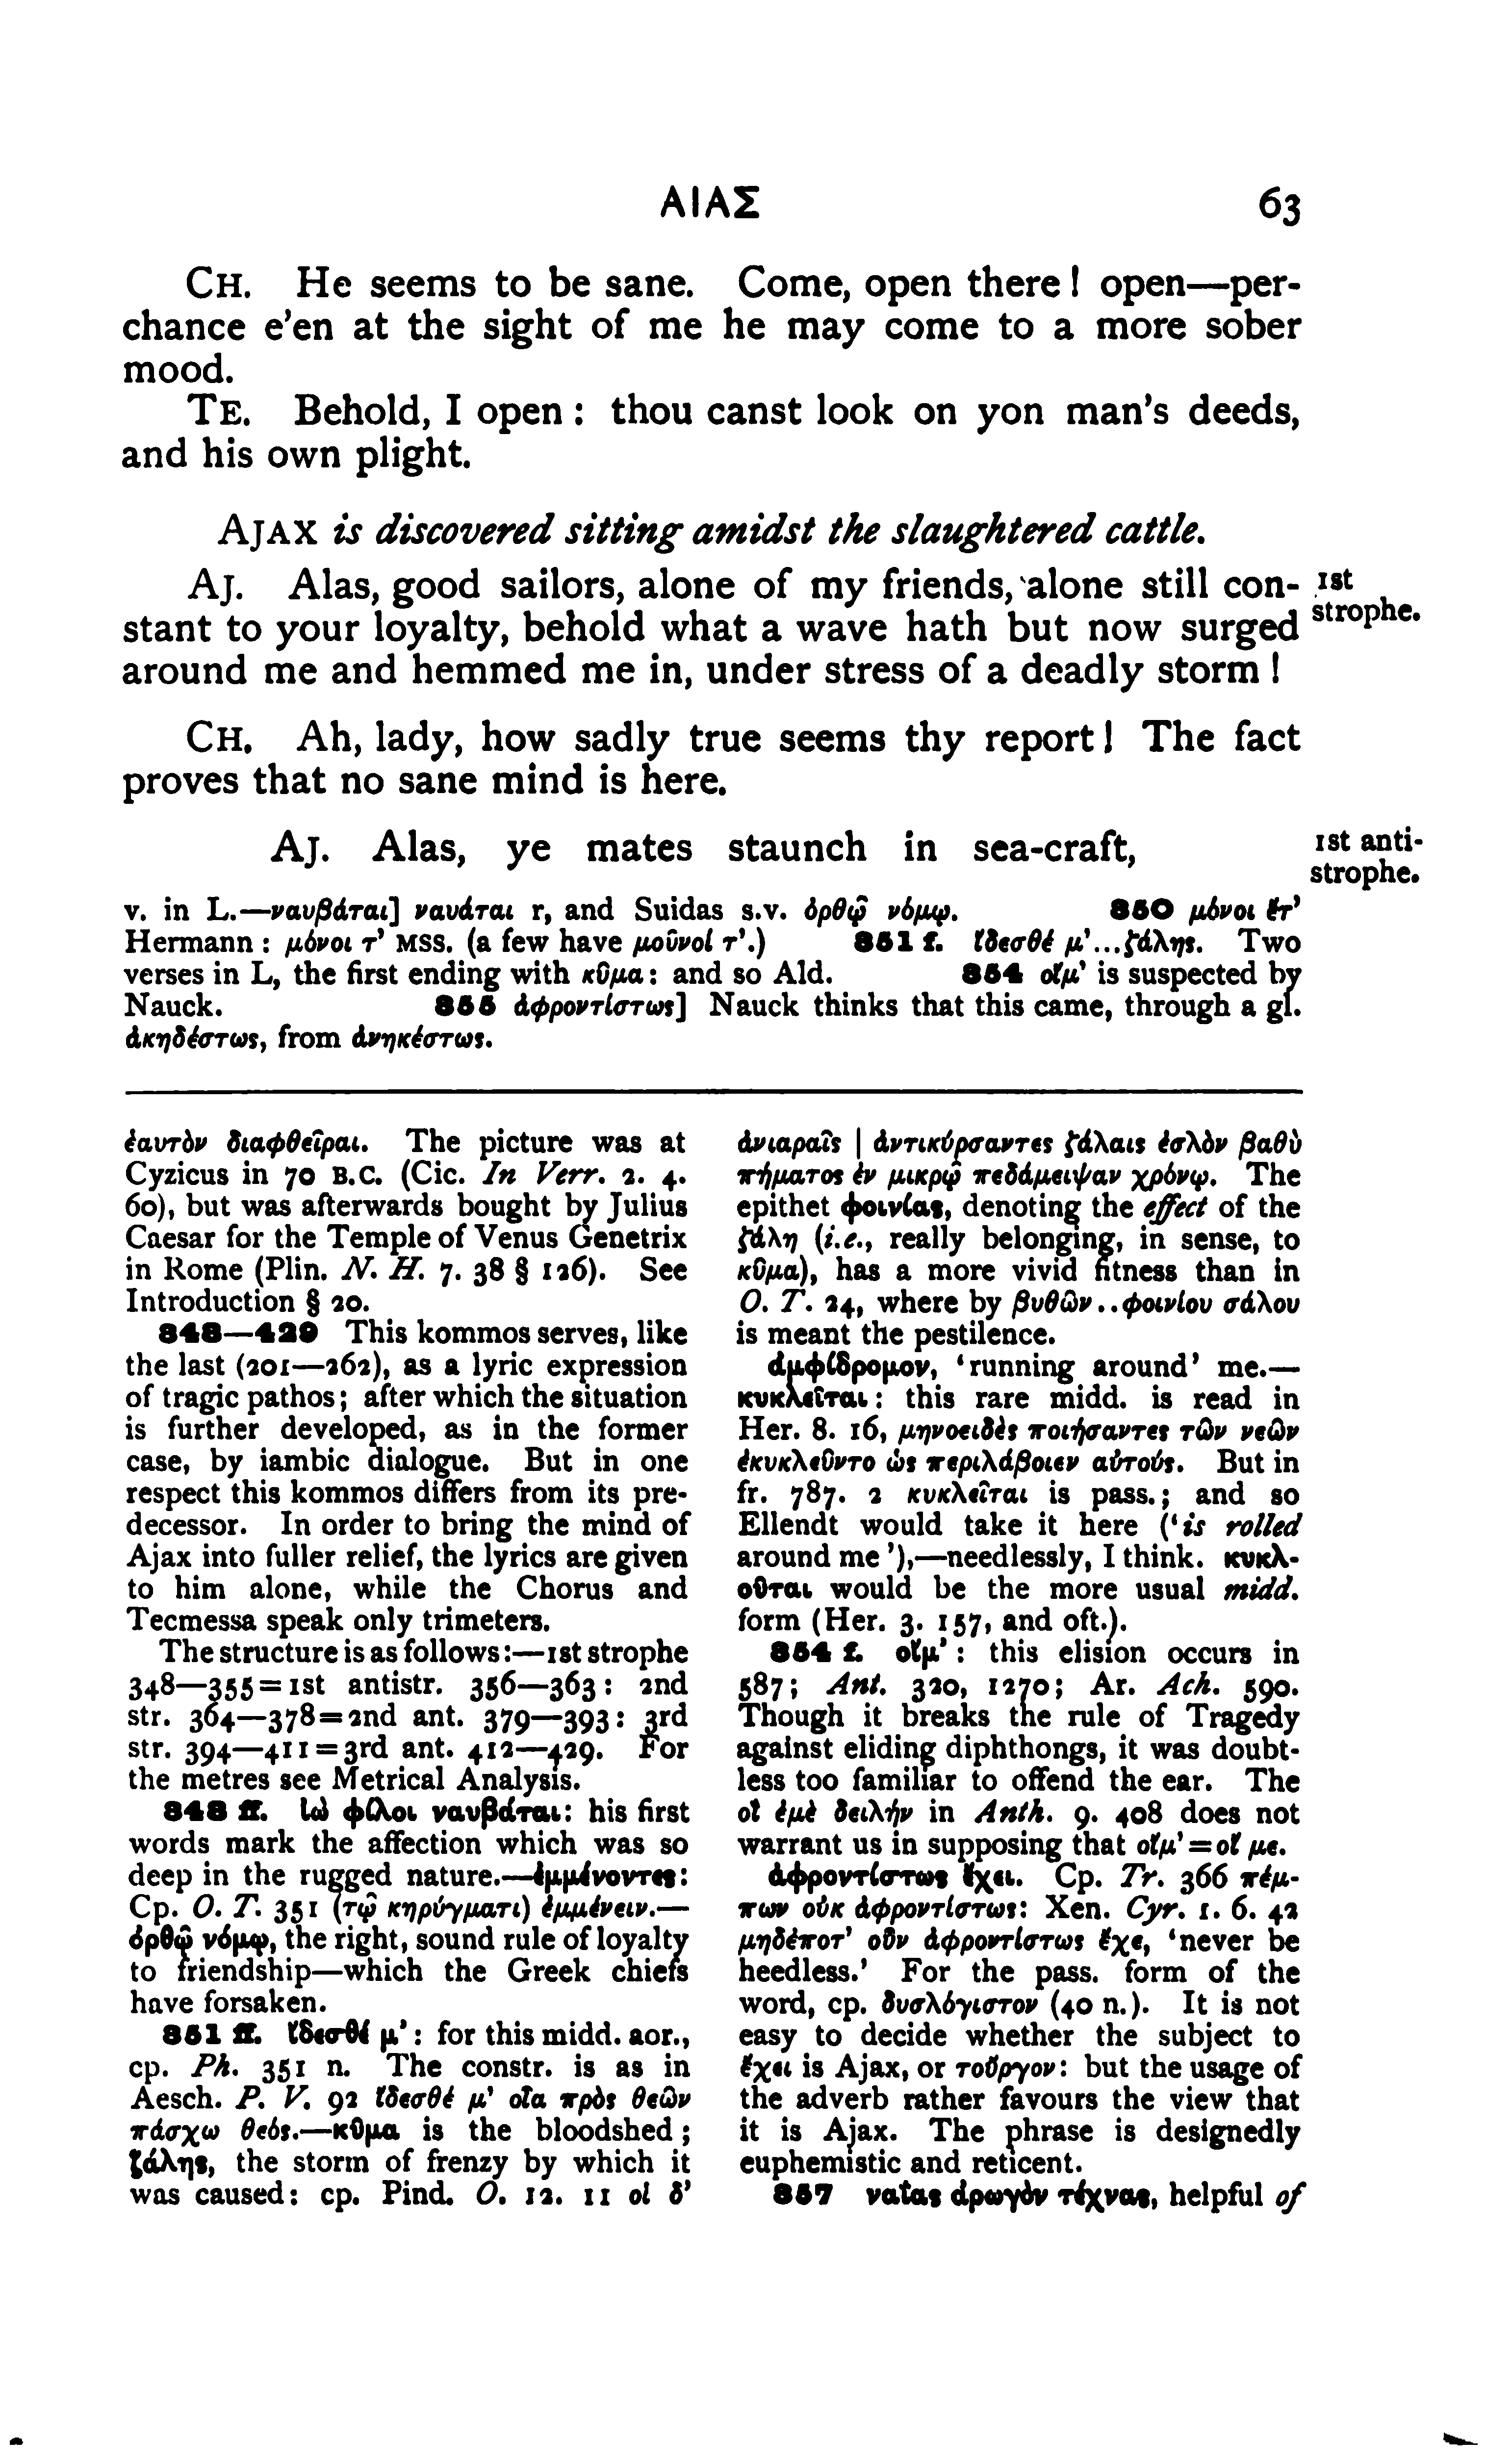 ΑΙΑΣ 63
CH. He seems to be sane. Come, open there! open—per-
chance e'en at the sight of me he may come to a more sober
mood.
TE. Behold, I open: thou canst look on yon man's deeds,
and his own plight.
AJAX is discovered sitting amidst the slaughtered cattle.
AJ. Alas, good sailors, alone of my friends, alone still con- 1st
stant to your loyalty, behold what a wave hath but now surged strophe.
around me and hemmed me in, under stress of a deadly storm!
CH. Ah, lady, how sadly true seems thy report! The fact
proves that no sane mind is here.
AJ. Alas, ye mates staunch in sea-craft, 1st anti-
strophe.
v. in L.—ναυβάται] ναυάται r, and Suidas s.v. ὀρθῷ νόμῳ. 350 μόνοι ἔτ'
Hermann: μόνοι τ' MSS. (a few have μοῦνοί τ'.) 351 f. ἴδεσθέ μ'...ζάλης. Two
verses in L, the first ending with κῦμα: and so Ald. 354 οἴμ' is suspected by
Nauck. 355 ἀφροντίστως] Nauck thinks that this came, through a gl.
ἀκηδέστως, from ἀνηκέστως.
ἑαυτὸν διαφθεῖραι. The picture was at
Cyzicus in 70 B.C. (Cic. In Verr. 2. 4.
60), but was afterwards bought by Julius
Caesar for the Temple of Venus Genetrix
in Rome (Plin. N. H. 7. 38 § 126). See
Introduction § 20.
348—429 This kommos serves, like
the last (201—262), as a lyric expression
of tragic pathos; after which the situation
is further developed, as in the former
case, by iambic dialogue. But in one
respect this kommos differs from its pre-
decessor. In order to bring the mind of
Ajax into fuller relief, the lyrics are given
to him alone, while the Chorus and
Tecmessa speak only trimeters.
The structure is as follows:—1st strophe
348—355=1st antistr. 356—363: 2nd
str. 364—378=2nd ant. 379—393: 3rd
str. 394—411=3rd ant. 412—429. For
the metres see Metrical Analysis.
348 ff. ἰὼ φίλοι ναυβάται: his first
words mark the affection which was so
deep in the rugged nature.—ἐμμένοντες:
Cp. O. T. 351 (τῷ κηρύγματι) ἐμμένειν.—
ὀρθῷ νόμῳ, the right, sound rule of loyalty
to friendship—which the Greek chiefs
have forsaken.
351 ff. ἴδεσθέ μ': for this midd. aor.,
cp. Ph. 351 n. The constr. is as in
Aesch. P. V. 92 ἴδεσθέ μ' οἷα πρὸς θεῶν
πάσχω θεός.—κῦμα is the bloodshed;
ζάλης, the storm of frenzy by which it
was caused: cp. Pind. O. 12. 11 οἱ δ'
ἀνιαραῖς | ἀντικύρσαντες ζάλαις ἐσλὸν βαθὺ
πήματος ἐν μικρῷ πεδάμειψαν χρόνῳ. The
epithet φοινίας, denoting the effect of the
ζάλη (i.e., really belonging, in sense, to
κῦμα), has a more vivid fitness than in
O. T. 24, where by βυθῶν..φοινίου σάλου
is meant the pestilence.
ἀμφίδρομον, 'running around' me.—
κυκλεῖται: this rare midd. is read in
Her. 8. 16, μηνοειδὲς ποιήσαντες τῶν νεῶν
ἐκυκλεῦντο ὡς περιλάβοιεν αὐτούς. But in
fr. 787. 2 κυκλεῖται is pass.; and so
Ellendt would take it here ('is rolled
around me'),—needlessly, I think. κυκλ-
οῦται would be the more usual midd.
form (Her. 3. 157, and oft.).
354 f. οἴμ': this elision occurs in
587; Ant. 320, 1270; Ar. Ach. 590.
Though it breaks the rule of Tragedy
against eliding diphthongs, it was doubt-
less too familiar to offend the ear. The
οἲ ἐμὲ δειλήν in Anth. 9. 408 does not
warrant us in supposing that οἴμ'=οἴ με.
ἀφροντίστως ἔχει. Cp. Tr. 366 πέμ-
πων οὐκ ἀφροντίστως: Xen. Cyr. 1. 6. 42
μηδέποτ' οὖν ἀφροντίστως ἔχε, 'never be
heedless.' For the pass. form of the
word, cp. δυσλόγιστον (40 n.). It is not
easy to decide whether the subject to
ἔχει is Ajax, or τοὖργον: but the usage of
the adverb rather favours the view that
it is Ajax. The phrase is designedly
euphemistic and reticent.
357 ναΐας ἀρωγὸν τέχνας, helpful of